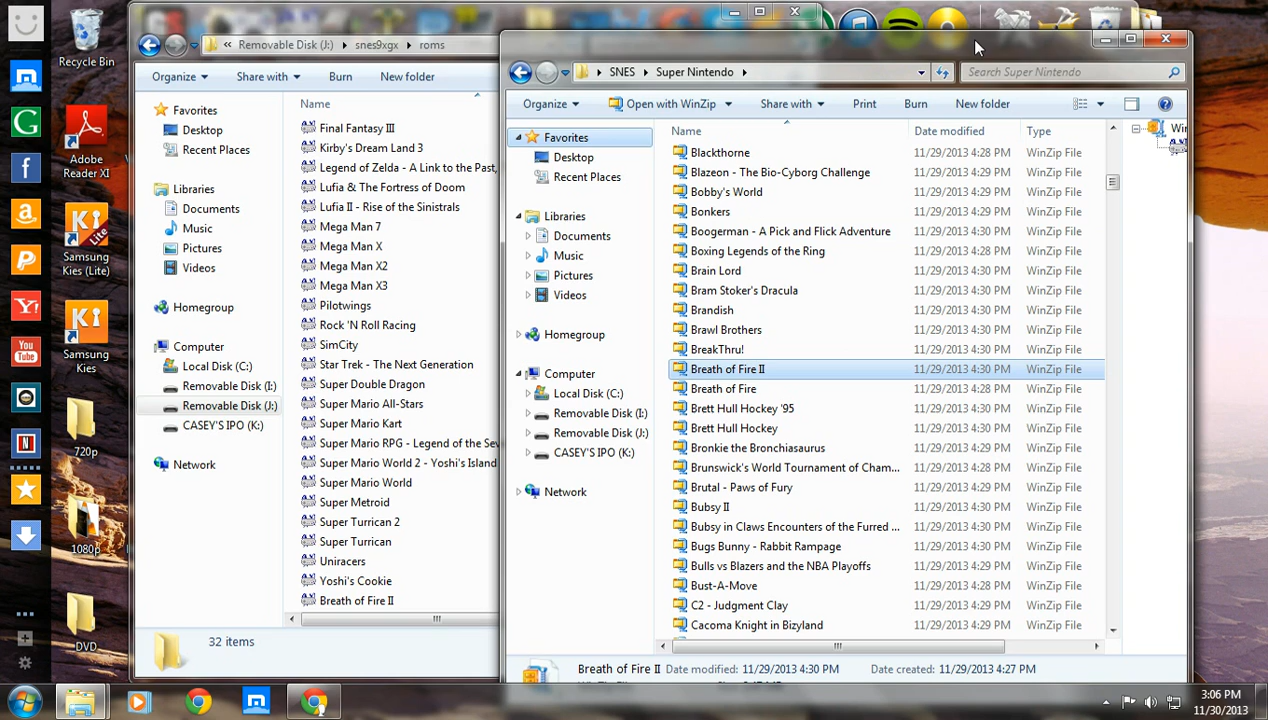 Recycle Bin
Adobe
Reader XI
Lite
Samsung
Kies (Lite)
Samsung
Kies
720p
1080p
DVD
Removable Disk (J:) snes9xgx roms
Organize Share with Burn New folder
Favorites
Desktop
Recent Places
Libraries
Documents
Music
Pictures
Videos
Homegroup
Computer
Local Disk (C:)
Removable Disk (I:)
Removable Disk (J:)
CASEY'S IPO (K:)
Network
Name
Final Fantasy III
Kirby's Dream Land 3
Legend of Zelda - A Link to the Past,
Lufia & The Fortress of Doom
Lufia II - Rise of the Sinistrals
Mega Man 7
Mega Man X
Mega Man X2
Mega Man X3
Pilotwings
Rock 'N Roll Racing
SimCity
Star Trek - The Next Generation
Super Double Dragon
Super Mario All-Stars
Super Mario Kart
Super Mario RPG - Legend of the Sev
Super Mario World 2 - Yoshi's Island
Super Mario World
Super Metroid
Super Turrican 2
Super Turrican
Uniracers
Yoshi's Cookie
Breath of Fire II
32 items
SNES Super Nintendo
Search Super Nintendo
Organize Open with WinZip Share with Print Burn New folder
Favorites
Desktop
Recent Places
Libraries
Documents
Music
Pictures
Videos
Homegroup
Computer
Local Disk (C:)
Removable Disk (I:)
Removable Disk (J:)
CASEY'S IPO (K:)
Network
Name Date modified Type
Blackthorne 11/29/2013 4:28 PM WinZip File
Blazeon - The Bio-Cyborg Challenge 11/29/2013 4:28 PM WinZip File
Bobby's World 11/29/2013 4:29 PM WinZip File
Bonkers 11/29/2013 4:29 PM WinZip File
Boogerman - A Pick and Flick Adventure 11/29/2013 4:29 PM WinZip File
Boxing Legends of the Ring 11/29/2013 4:30 PM WinZip File
Brain Lord 11/29/2013 4:30 PM WinZip File
Bram Stoker's Dracula 11/29/2013 4:30 PM WinZip File
Brandish 11/29/2013 4:30 PM WinZip File
Brawl Brothers 11/29/2013 4:30 PM WinZip File
BreakThru! 11/29/2013 4:30 PM WinZip File
Breath of Fire II 11/29/2013 4:30 PM WinZip File
Breath of Fire 11/29/2013 4:28 PM WinZip File
Brett Hull Hockey '95 11/29/2013 4:29 PM WinZip File
Brett Hull Hockey 11/29/2013 4:28 PM WinZip File
Bronkie the Bronchiasaurus 11/29/2013 4:29 PM WinZip File
Brunswick's World Tournament of Cham... 11/29/2013 4:28 PM WinZip File
Brutal - Paws of Fury 11/29/2013 4:29 PM WinZip File
Bubsy II 11/29/2013 4:30 PM WinZip File
Bubsy in Claws Encounters of the Furred ... 11/29/2013 4:30 PM WinZip File
Bugs Bunny - Rabbit Rampage 11/29/2013 4:30 PM WinZip File
Bulls vs Blazers and the NBA Playoffs 11/29/2013 4:29 PM WinZip File
Bust-A-Move 11/29/2013 4:28 PM WinZip File
C2 - Judgment Clay 11/29/2013 4:29 PM WinZip File
Cacoma Knight in Bizyland 11/29/2013 4:29 PM WinZip File
Breath of Fire II Date modified: 11/29/2013 4:30 PM Date created: 11/29/2013 4:27 PM
3:06 PM
11/30/2013